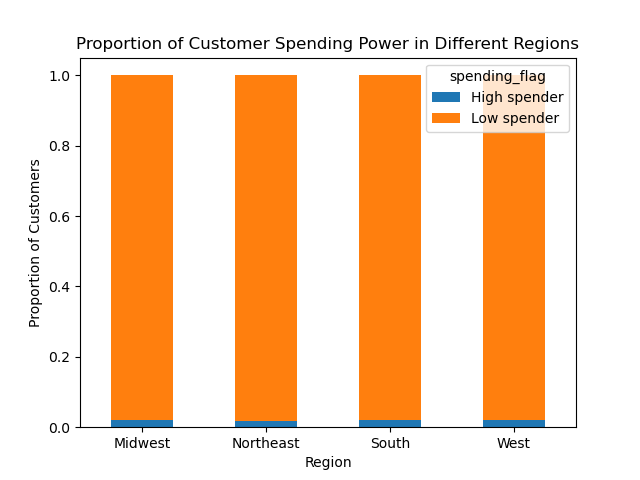 Proportion of Customer Spending Power in Different Regions
spending_flag
High spender
Low spender
Proportion of Customers
1.0
0.8
0.6
0.4
0.2
0.0
Midwest
Northeast
South
West
Region